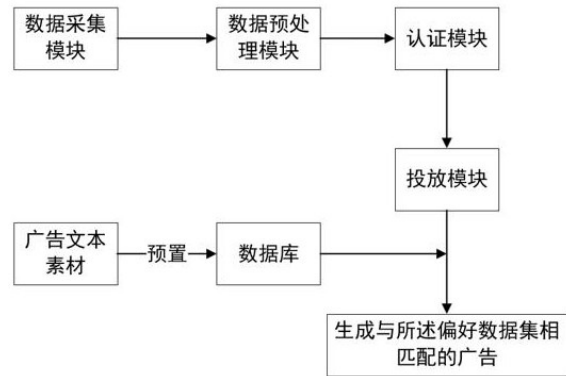 数据采集
模块
数据预处
理模块
认证模块
投放模块
广告文本
素材
预置
数据库
生成与所述偏好数据集相
匹配的广告